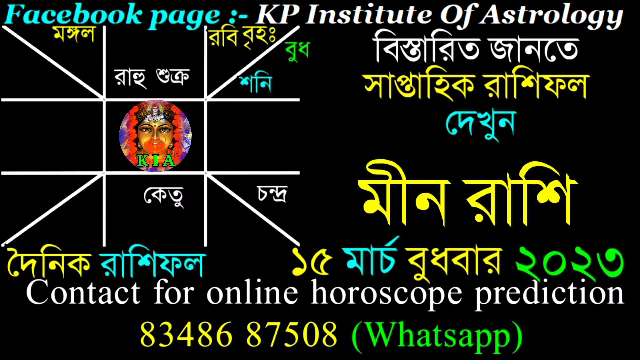 Facebook page :- KP Institute Of Astrology
মঙ্গল
রবি বৃহঃ
বুধ
রাহু শুক্র
শনি
KIA
কেতু
চন্দ্র
বিস্তারিত জানতে
সাপ্তাহিক রাশিফল
দেখুন
মীন রাশি
দৈনিক রাশিফল
১৫ মার্চ বুধবার ২০২৩
Contact for online horoscope prediction
83486 87508 (Whatsapp)